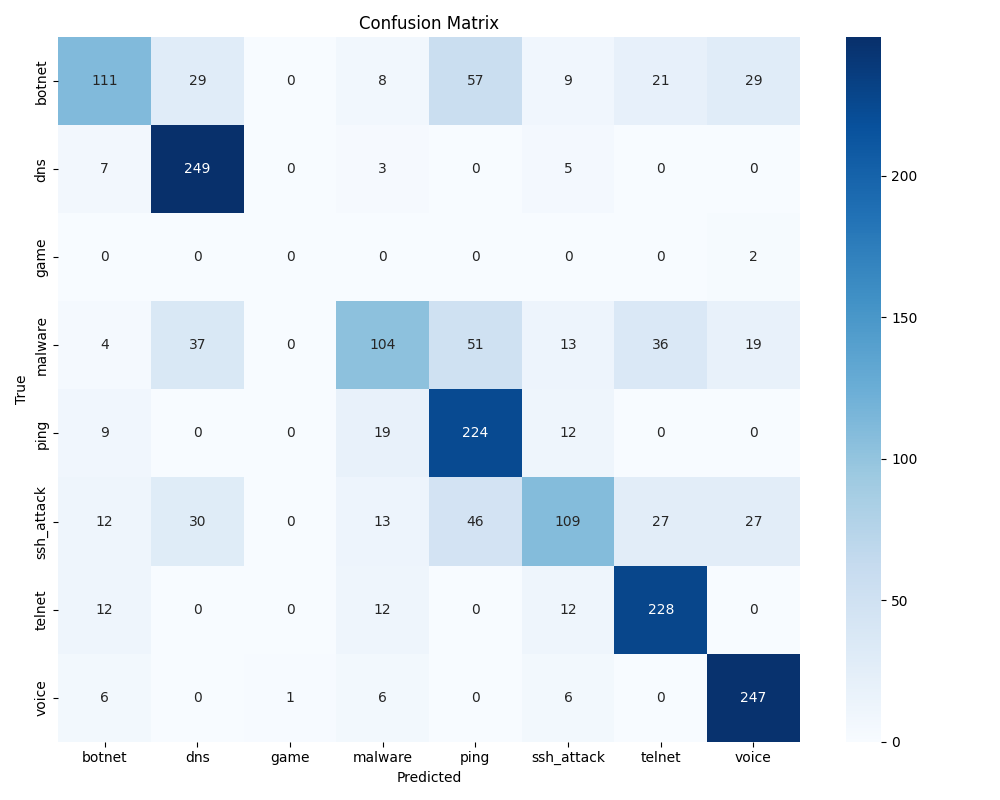 Confusion Matrix
botnet 111 29 0 8 57 9 21 29
dns 7 249 0 3 0 5 0 0
game 0 0 0 0 0 0 0 2
malware 4 37 0 104 51 13 36 19
ping 9 0 0 19 224 12 0 0
ssh_attack 12 30 0 13 46 109 27 27
telnet 12 0 0 12 0 12 228 0
voice 6 0 1 6 0 6 0 247
botnet dns game malware ping ssh_attack telnet voice
Predicted
True
200
150
100
50
0